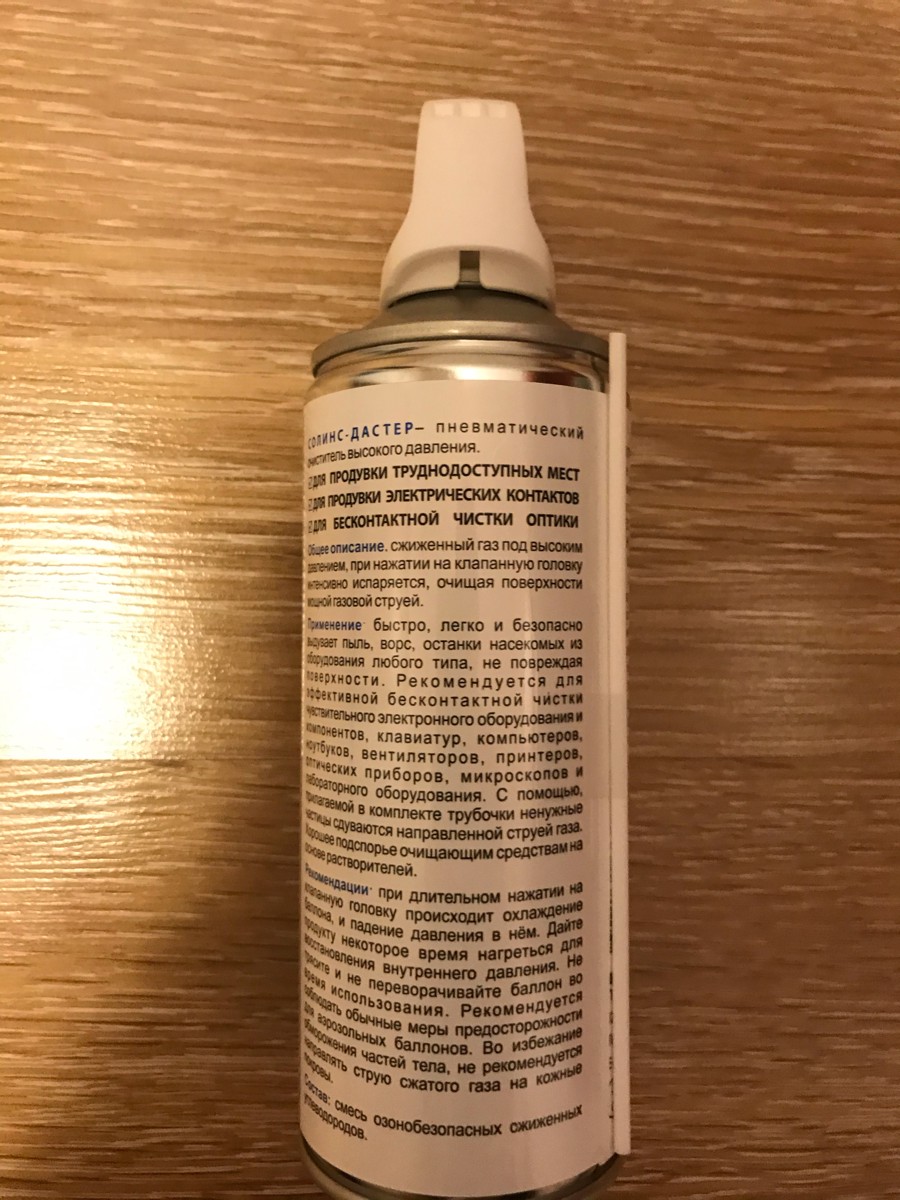 СОЛИНС-ДАСТЕР– пневматический
очиститель высокого давления.
☑ДЛЯ ПРОДУВКИ ТРУДНОДОСТУПНЫХ МЕСТ
☑ДЛЯ ПРОДУВКИ ЭЛЕКТРИЧЕСКИХ КОНТАКТОВ
☑ДЛЯ БЕСКОНТАКТНОЙ ЧИСТКИ ОПТИКИ
Общее описание. сжиженный газ под высоким
давлением, при нажатии на клапанную головку
интенсивно испаряется, очищая поверхности
мощной газовой струей.
Применение: быстро, легко и безопасно
выдувает пыль, ворс, останки насекомых из
оборудования любого типа, не повреждая
поверхности. Рекомендуется для
эффективной бесконтактной чистки
чувствительного электронного оборудования и
компонентов, клавиатур, компьютеров,
ноутбуков, вентиляторов, принтеров,
оптических приборов, микроскопов и
лабораторного оборудования. С помощью,
прилагаемой в комплекте трубочки ненужные
частицы сдуваются направленной струей газа.
Хорошее подспорье очищающим средствам на
основе растворителей.
Рекомендации: при длительном нажатии на
клапанную головку происходит охлаждение
баллона, и падение давления в нём. Дайте
продукту некоторое время нагреться для
восстановления внутреннего давления. Не
трясите и не переворачивайте баллон во
время использования. Рекомендуется
соблюдать обычные меры предосторожности
для аэрозольных баллонов. Во избежание
обморожения частей тела, не рекомендуется
направлять струю сжатого газа на кожные
покровы.
Состав: смесь озонобезопасных сжиженных
углеводородов.